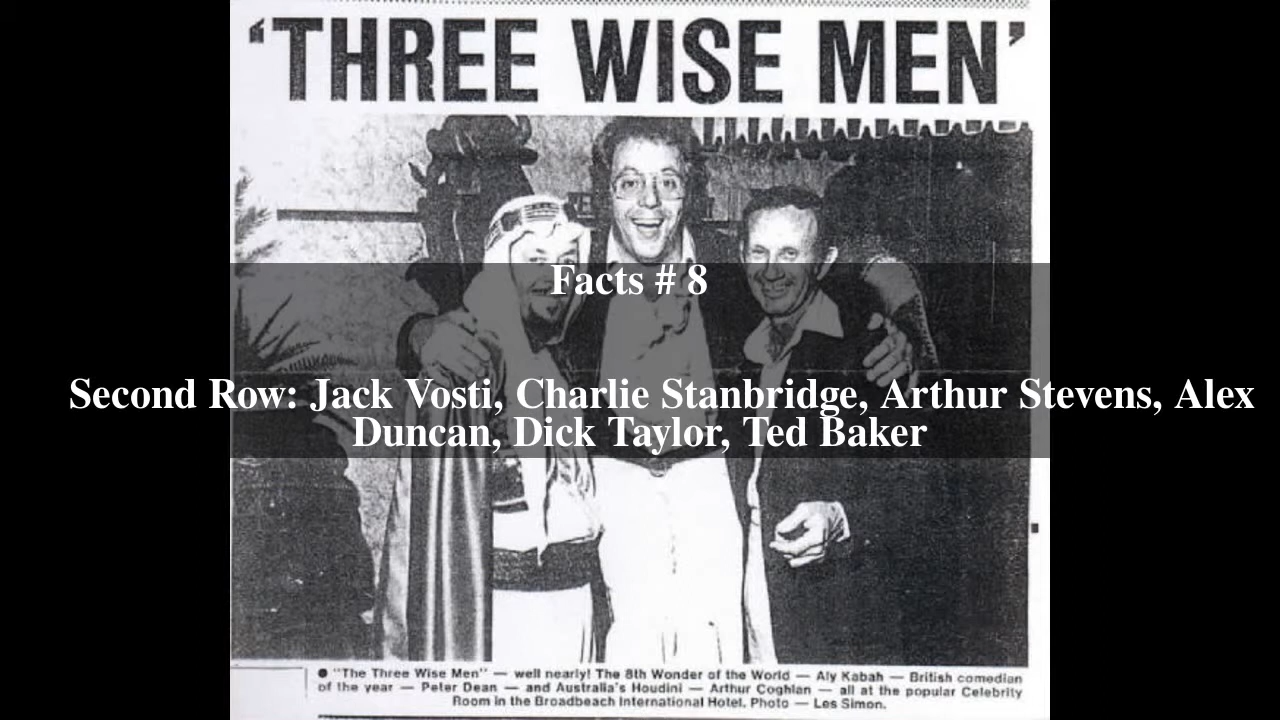 ‘THREE WISE MEN’
Facts # 8
Second Row: Jack Vosti, Charlie Stanbridge, Arthur Stevens, Alex
Duncan, Dick Taylor, Ted Baker
● "The Three Wise Men" — well nearly! The 8th Wonder of the World — Aly Kabah — British comedian
of the year — Peter Dean — and Australia's Houdini — Arthur Coghlan — all at the popular Celebrity
Room in the Broadbeach International Hotel. Photo — Les Simon.